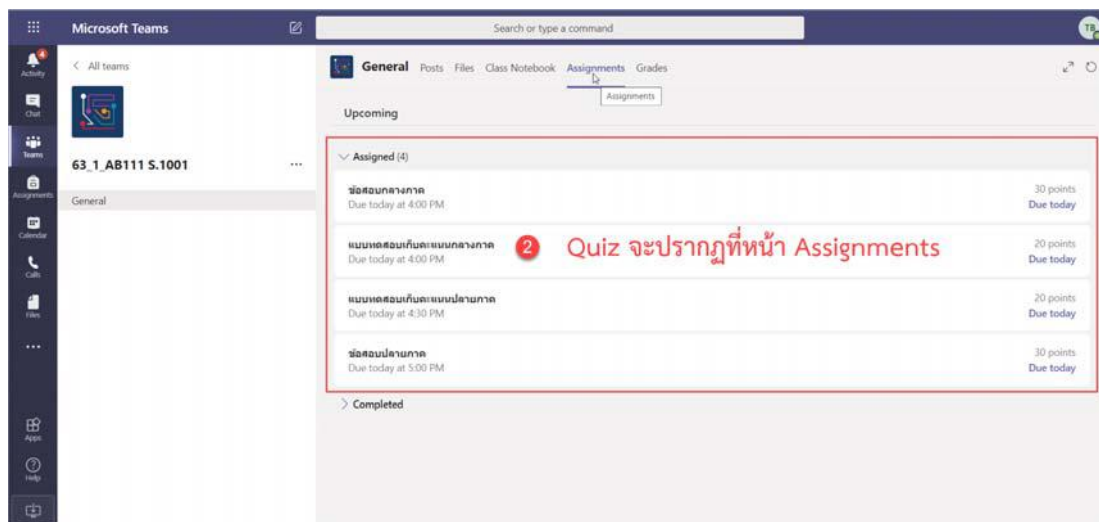 Microsoft Teams
Search or type a command
TB
4
Activity
Chat
Teams
Assignments
Calendar
Calls
Files
Apps
Help
All teams
63_1_AB111 S.1001
General
General Posts Files Class Notebook Assignments Grades
Assignments
Upcoming
Assigned (4)
ข้อสอบกลางภาค 30 points
Due today at 4:00 PM Due today
แบบทดสอบเก็บคะแนนกลางภาค 20 points
Due today at 4:00 PM Due today
2 Quiz จะปรากฏที่หน้า Assignments
แบบทดสอบเก็บคะแนนปลายภาค 20 points
Due today at 4:30 PM Due today
ข้อสอบปลายภาค 30 points
Due today at 5:00 PM Due today
Completed